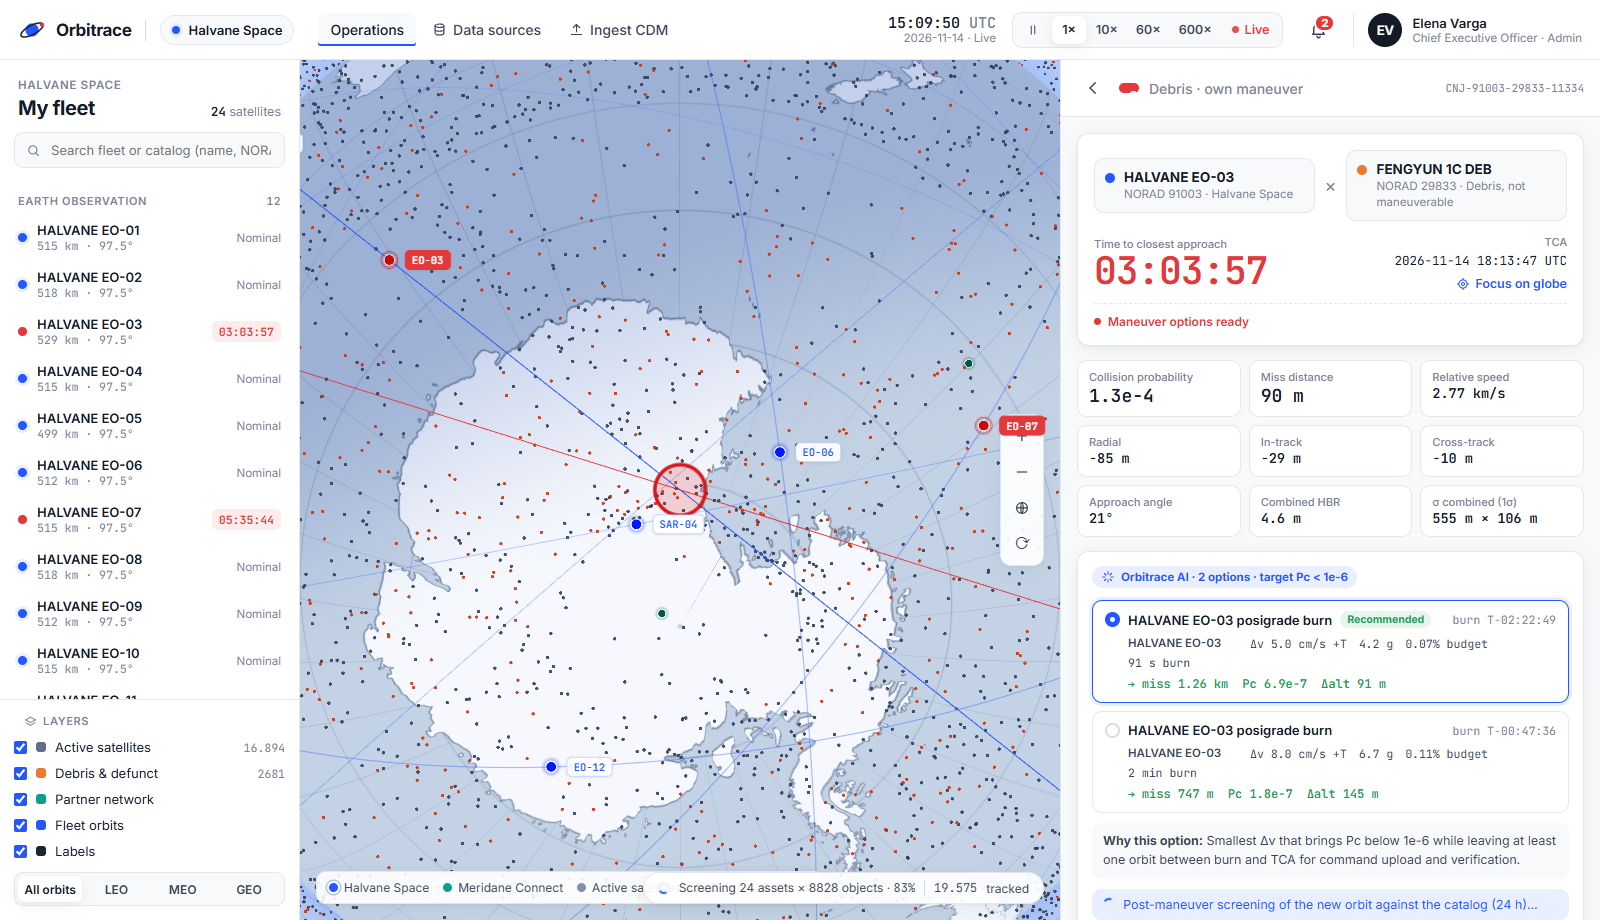 Orbitrace
Halvane Space
Operations
Data sources
Ingest CDM
15:09:50 UTC
2026-11-14 · Live
1×
10×
60×
600×
Live
2
EV
Elena Varga
Chief Executive Officer · Admin
HALVANE SPACE
My fleet
24 satellites
Search fleet or catalog (name, NOR
EARTH OBSERVATION
12
HALVANE EO-01
515 km · 97.5°
Nominal
HALVANE EO-02
518 km · 97.5°
Nominal
HALVANE EO-03
529 km · 97.5°
03:03:57
HALVANE EO-04
515 km · 97.5°
Nominal
HALVANE EO-05
499 km · 97.5°
Nominal
HALVANE EO-06
512 km · 97.5°
Nominal
HALVANE EO-07
515 km · 97.5°
05:35:44
HALVANE EO-08
518 km · 97.5°
Nominal
HALVANE EO-09
512 km · 97.5°
Nominal
HALVANE EO-10
515 km · 97.5°
Nominal
HALVANE EO-11
LAYERS
Active satellites
16.894
Debris & defunct
2681
Partner network
Fleet orbits
Labels
All orbits
LEO
MEO
GEO
EO-03
EO-07
EO-06
SAR-04
EO-12
Halvane Space
Meridane Connect
Active sa
Screening 24 assets × 8828 objects · 83%
19.575 tracked
Debris · own maneuver
CNJ-91003-29833-11334
HALVANE EO-03
NORAD 91003 · Halvane Space
×
FENGYUN 1C DEB
NORAD 29833 · Debris, not
maneuverable
Time to closest approach
03:03:57
TCA
2026-11-14 18:13:47 UTC
Focus on globe
Maneuver options ready
Collision probability
1.3e-4
Miss distance
90 m
Relative speed
2.77 km/s
Radial
-85 m
In-track
-29 m
Cross-track
-10 m
Approach angle
21°
Combined HBR
4.6 m
σ combined (1σ)
555 m × 106 m
Orbitrace AI · 2 options · target Pc < 1e-6
HALVANE EO-03 posigrade burn
Recommended
burn T-02:22:49
HALVANE EO-03 Δv 5.0 cm/s +T 4.2 g 0.07% budget
91 s burn
→ miss 1.26 km Pc 6.9e-7 Δalt 91 m
HALVANE EO-03 posigrade burn
burn T-00:47:36
HALVANE EO-03 Δv 8.0 cm/s +T 6.7 g 0.11% budget
2 min burn
→ miss 747 m Pc 1.8e-7 Δalt 145 m
Why this option: Smallest Δv that brings Pc below 1e-6 while leaving at least
one orbit between burn and TCA for command upload and verification.
Post-maneuver screening of the new orbit against the catalog (24 h)...